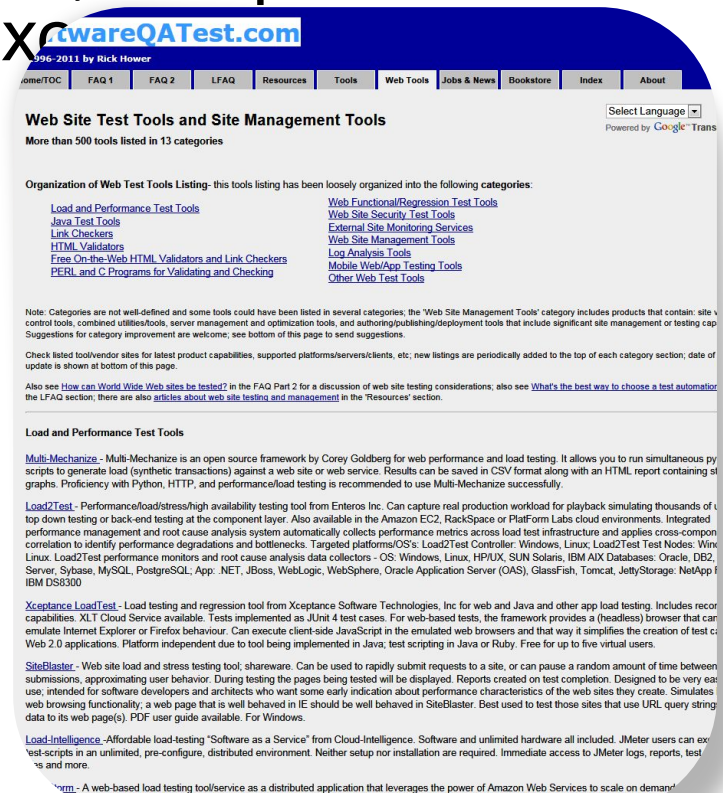 xc
twareQATest.com
1996-2011 by Rick Hower
ome/TOC FAQ 1 FAQ 2 LFAQ Resources Tools Web Tools Jobs & News Bookstore Index About
Web Site Test Tools and Site Management Tools
Select Language
Powered by Google™ Trans
More than 500 tools listed in 13 categories
Organization of Web Test Tools Listing- this tools listing has been loosely organized into the following categories:
Load and Performance Test Tools
Java Test Tools
Link Checkers
HTML Validators
Free On-the-Web HTML Validators and Link Checkers
PERL and C Programs for Validating and Checking
Web Functional/Regression Test Tools
Web Site Security Test Tools
External Site Monitoring Services
Web Site Management Tools
Log Analysis Tools
Mobile Web/App Testing Tools
Other Web Test Tools
Note: Categories are not well-defined and some tools could have been listed in several categories; the 'Web Site Management Tools' category includes products that contain: site v
control tools, combined utilities/tools, server management and optimization tools, and authoring/publishing/deployment tools that include significant site management or testing cap
Suggestions for category improvement are welcome; see bottom of this page to send suggestions.
Check listed tool/vendor sites for latest product capabilities, supported platforms/servers/clients, etc; new listings are periodically added to the top of each category section; date of
update is shown at bottom of this page.
Also see How can World Wide Web sites be tested? in the FAQ Part 2 for a discussion of web site testing considerations; also see What's the best way to choose a test automation
the LFAQ section; there are also articles about web site testing and management in the 'Resources' section.
Load and Performance Test Tools
Multi-Mechanize - Multi-Mechanize is an open source framework by Corey Goldberg for web performance and load testing. It allows you to run simultaneous py
scripts to generate load (synthetic transactions) against a web site or web service. Results can be saved in CSV format along with an HTML report containing st
graphs. Proficiency with Python, HTTP, and performance/load testing is recommended to use Multi-Mechanize successfully.
Load2Test - Performance/load/stress/high availability testing tool from Enteros Inc. Can capture real production workload for playback simulating thousands of u
top down testing or back-end testing at the component layer. Also available in the Amazon EC2, RackSpace or PlatForm Labs cloud environments. Integrated
performance management and root cause analysis system automatically collects performance metrics across load test infrastructure and applies cross-compon
correlation to identify performance degradations and bottlenecks. Targeted platforms/OS's: Load2Test Controller: Windows, Linux; Load2Test Test Nodes: Wind
Linux. Load2Test performance monitors and root cause analysis data collectors - OS: Windows, Linux, HP/UX, SUN Solaris, IBM AIX Databases: Oracle, DB2,
Server, Sybase, MySQL, PostgreSQL; App: .NET, JBoss, WebLogic, WebSphere, Oracle Application Server (OAS), GlassFish, Tomcat, JettyStorage: NetApp F
IBM DS8300
Xceptance LoadTest - Load testing and regression tool from Xceptance Software Technologies, Inc for web and Java and other app load testing. Includes recor
capabilities. XLT Cloud Service available. Tests implemented as JUnit 4 test cases. For web-based tests, the framework provides a (headless) browser that can
emulate Internet Explorer or Firefox behaviour. Can execute client-side JavaScript in the emulated web browsers and that way it simplifies the creation of test ca
Web 2.0 applications. Platform independent due to tool being implemented in Java; test scripting in Java or Ruby. Free for up to five virtual users.
SiteBlaster - Web site load and stress testing tool; shareware. Can be used to rapidly submit requests to a site, or can pause a random amount of time between
submissions, approximating user behavior. During testing the pages being tested will be displayed. Reports created on test completion. Designed to be very eas
use; intended for software developers and architects who want some early indication about performance characteristics of the web sites they create. Simulates
web browsing functionality; a web page that is well behaved in IE should be well behaved in SiteBlaster. Best used to test those sites that use URL query strings
data to its web page(s). PDF user guide available. For Windows.
Load-Intelligence -Affordable load-testing “Software as a Service” from Cloud-Intelligence. Software and unlimited hardware all included. JMeter users can ex
test-scripts in an unlimited, pre-configure, distributed environment. Neither setup nor installation are required. Immediate access to JMeter logs, reports, test
es and more.
orm - A web-based load testing tool/service as a distributed application that leverages the power of Amazon Web Services to scale on demand